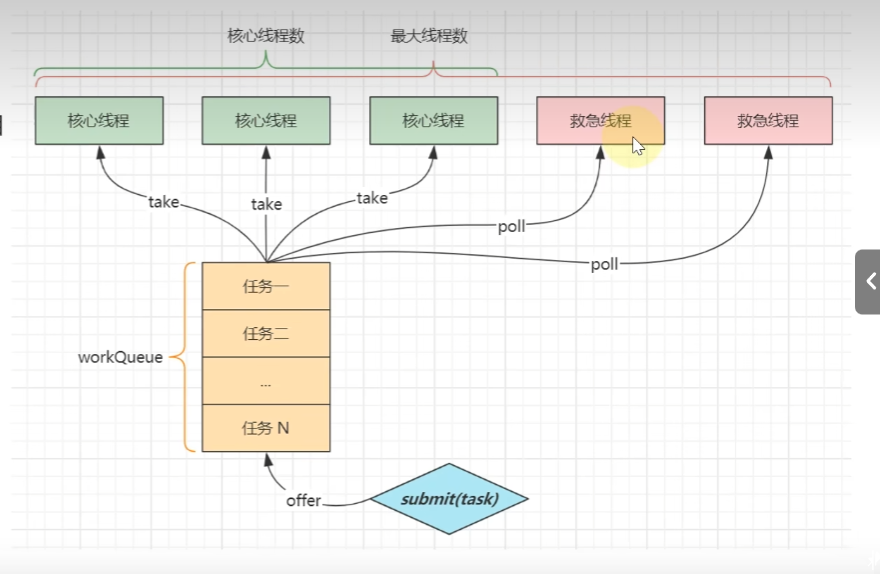 核心线程数
最大线程数
核心线程
核心线程
核心线程
救急线程
救急线程
take
take
take
poll
poll
任务一
任务二
...
任务 N
workQueue
offer
submit(task)